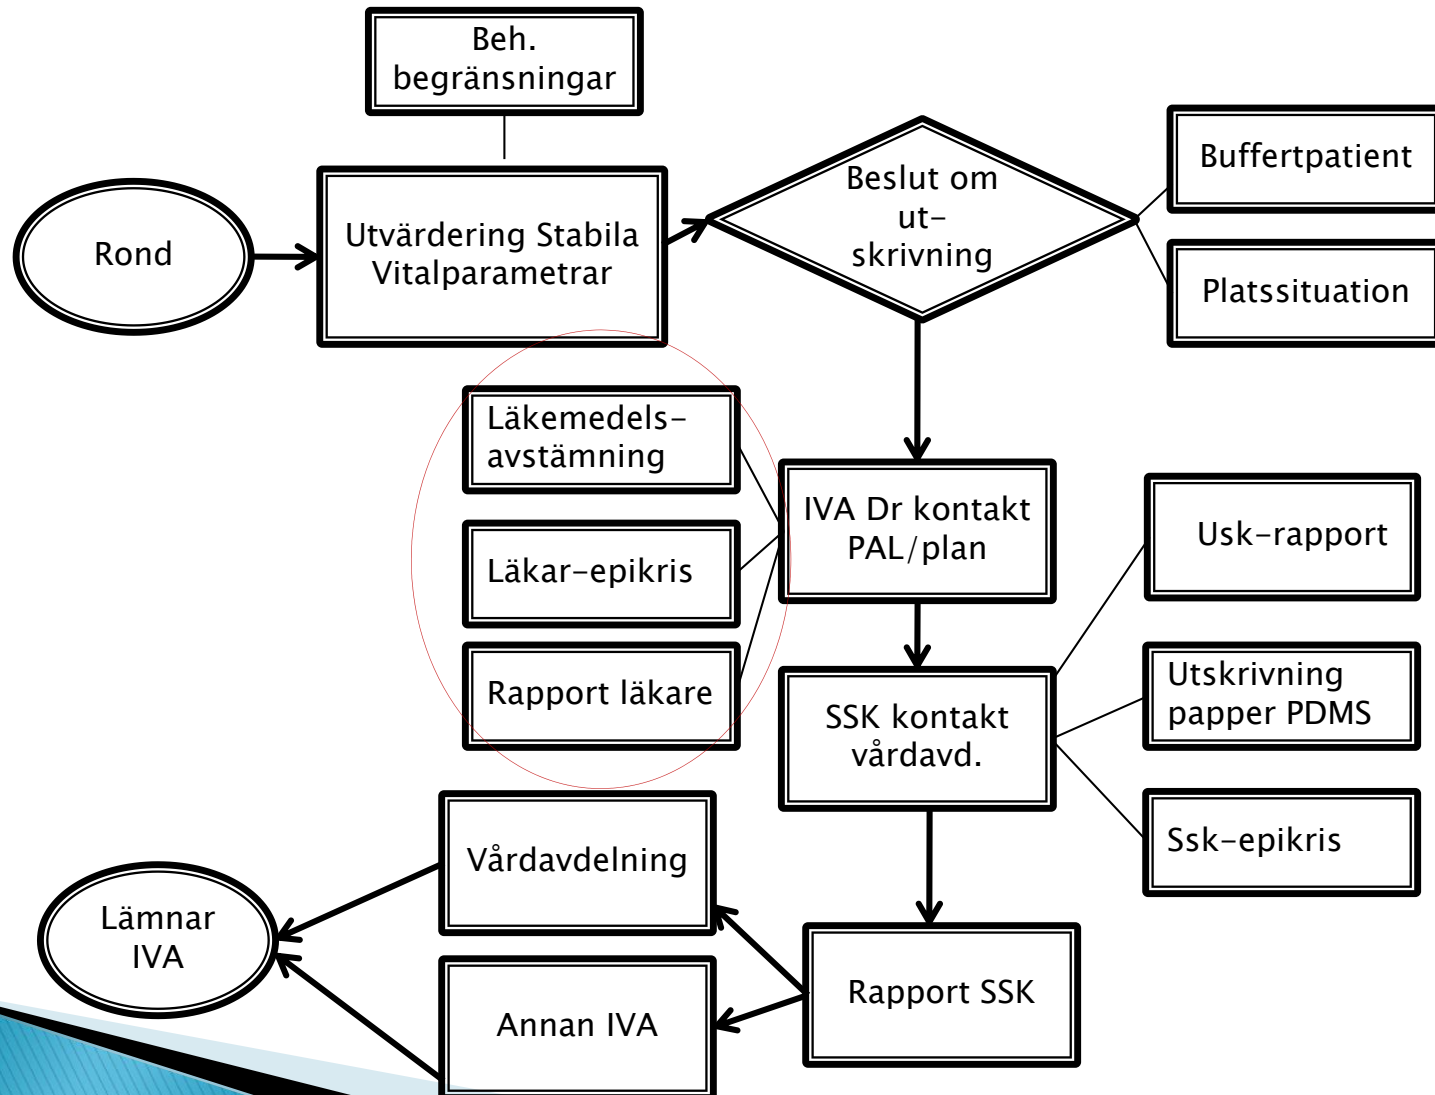 Beh.
begränsningar
Rond
Utvärdering Stabila
Vitalparametrar
Beslut om
ut-
skrivning
Buffertpatient
Platssituation
Läkemedels-
avstämning
Läkar-epikris
Rapport läkare
IVA Dr kontakt
PAL/plan
Usk-rapport
Utskrivning
papper PDMS
Ssk-epikris
SSK kontakt
vårdavd.
Rapport SSK
Vårdavdelning
Annan IVA
Lämnar
IVA